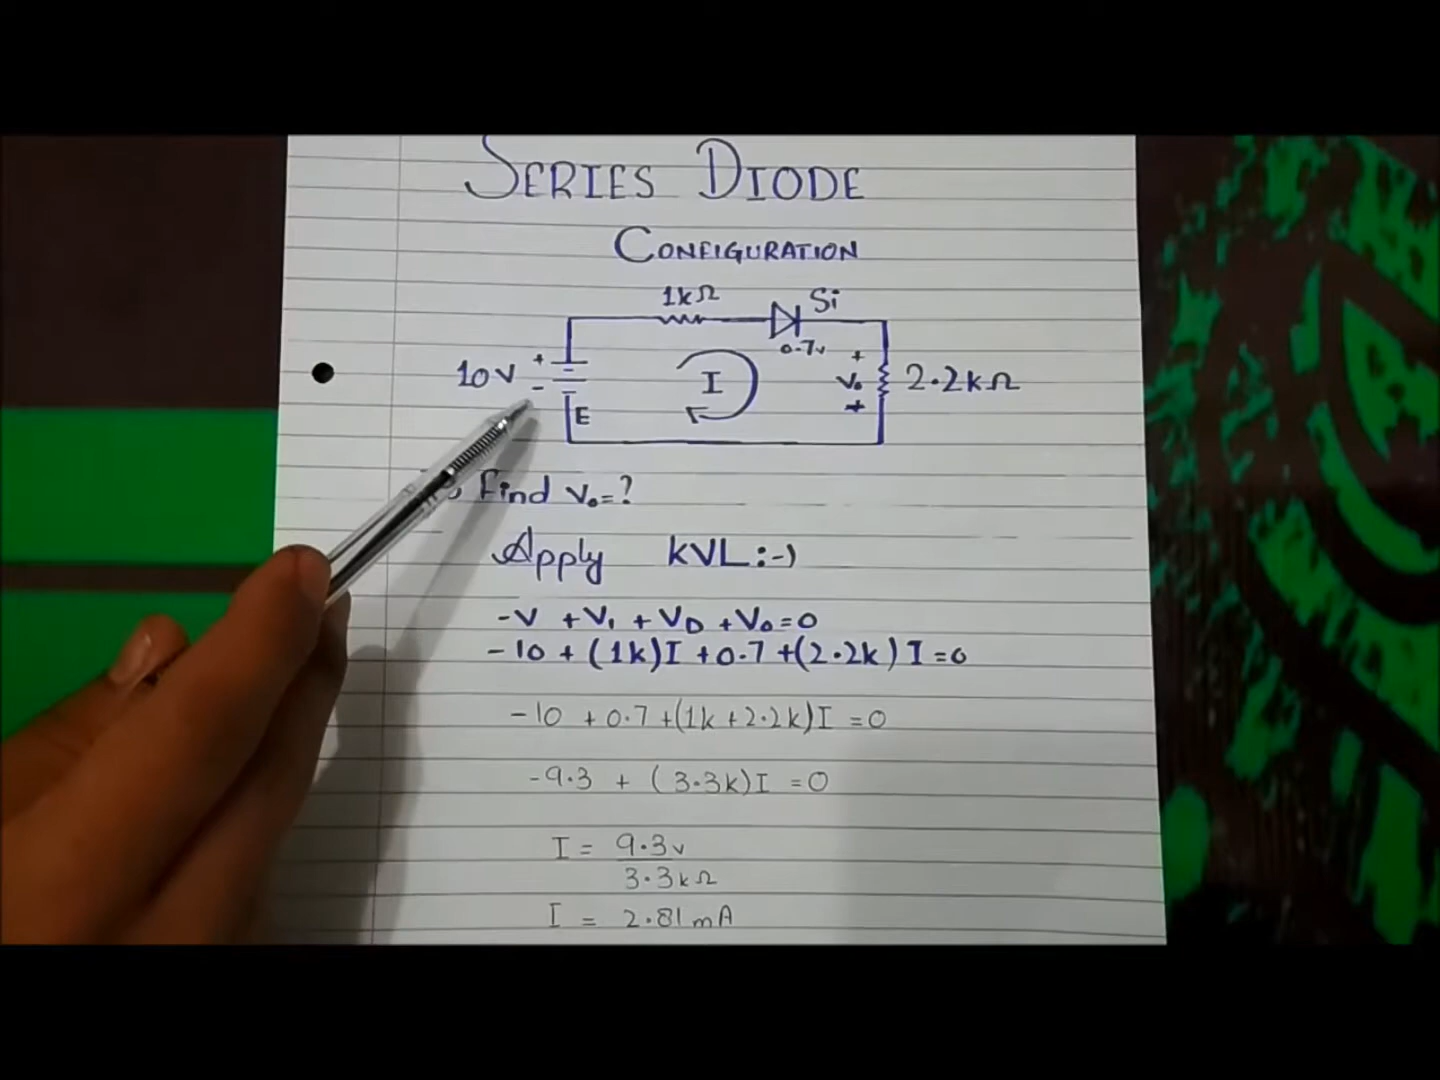 SERIES DIODE
CONFIGURATION
1kΩ
Si
0.7v
10V
+
-
E
I
+
Vo
+
2.2kΩ
Find Vo=?
Apply KVL:-)
-V +V1 + VD +Vo=0
-10 + (1k)I +0.7 +(2.2k) I =0
-10 +0.7 +(1k+2.2k)I =0
-9.3 + (3.3k)I =0
I = 9.3v
3.3kΩ
I = 2.81mA